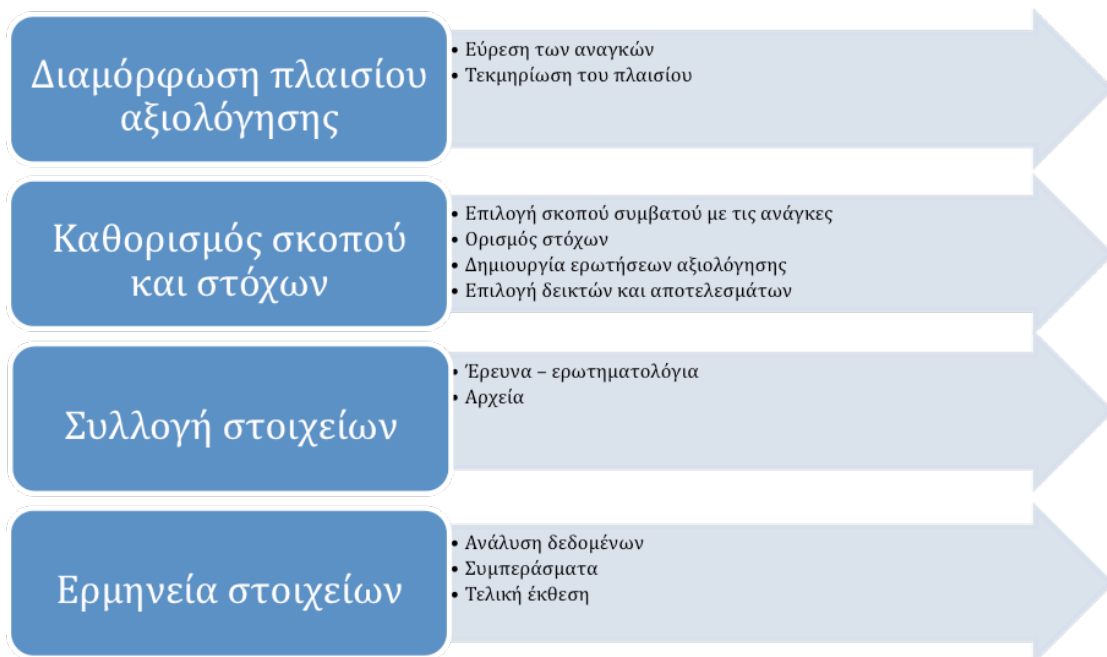 Διαμόρφωση πλαισίου
αξιολόγησης
• Εύρεση των αναγκών
• Τεκμηρίωση του πλαισίου
Καθορισμός σκοπού
και στόχων
• Επιλογή σκοπού συμβατού με τις ανάγκες
• Ορισμός στόχων
• Δημιουργία ερωτήσεων αξιολόγησης
• Επιλογή δεικτών και αποτελεσμάτων
Συλλογή στοιχείων
• Έρευνα – ερωτηματολόγια
• Αρχεία
Ερμηνεία στοιχείων
• Ανάλυση δεδομένων
• Συμπεράσματα
• Τελική έκθεση